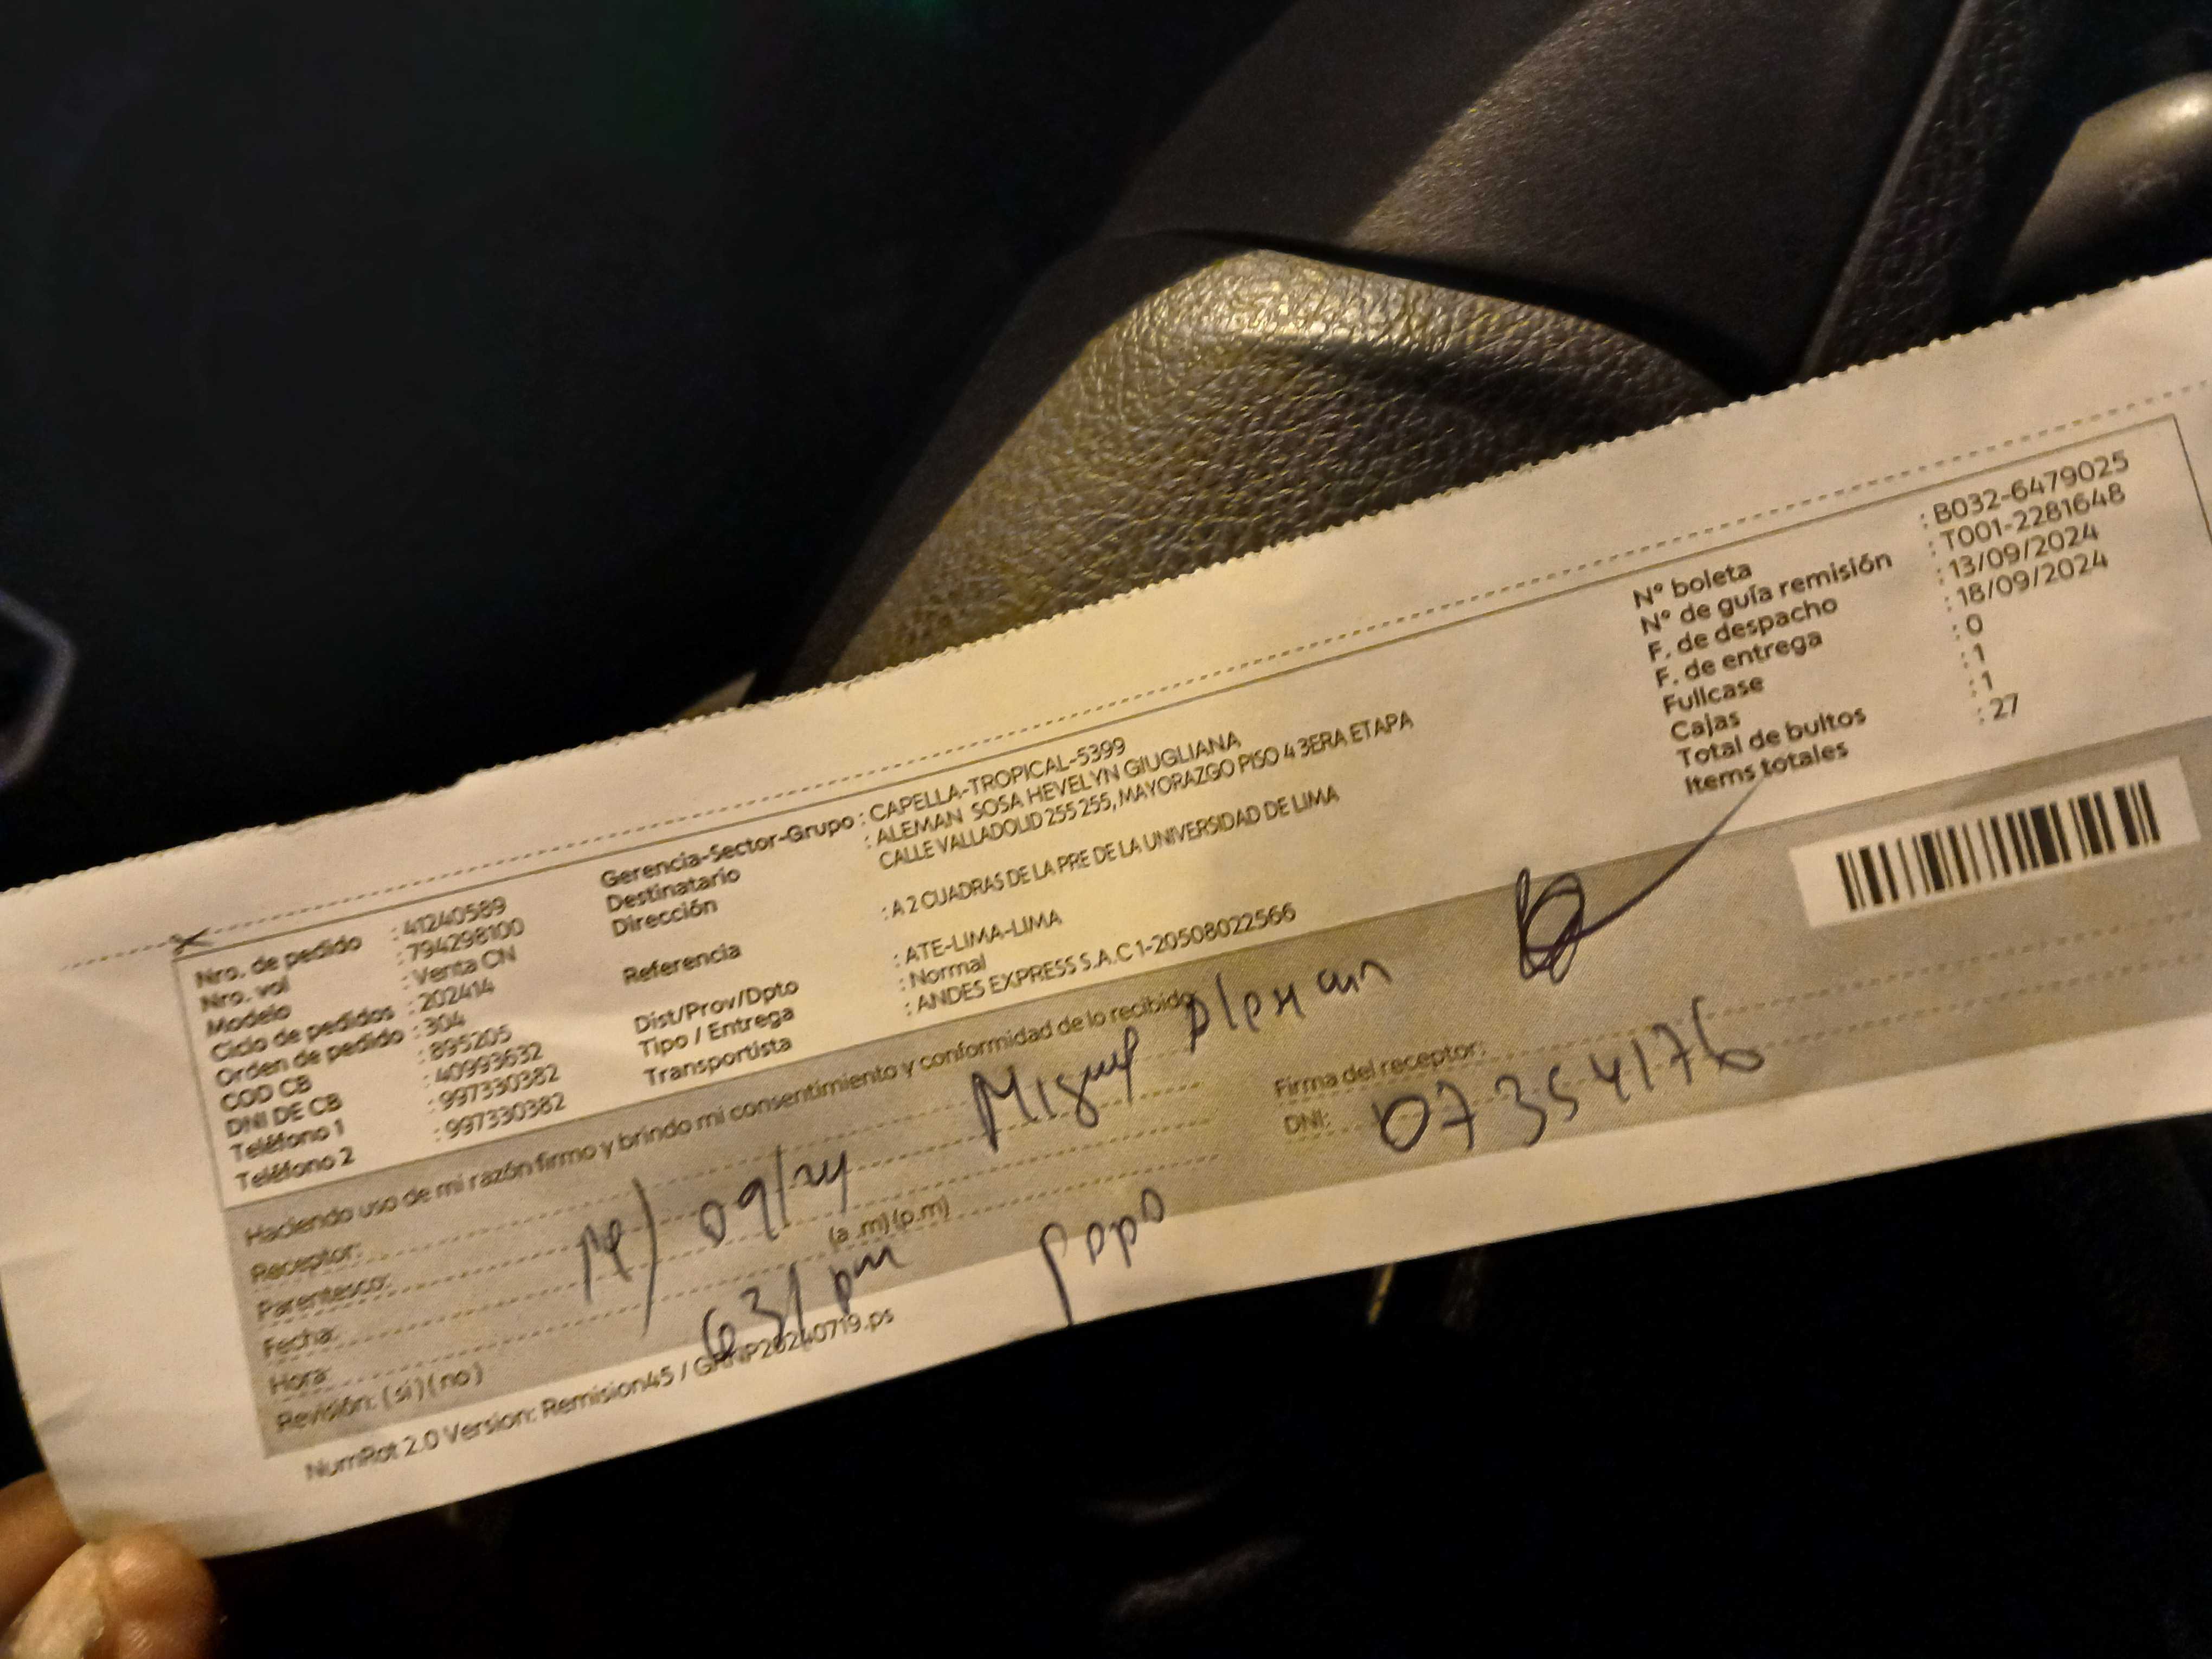 Nro. de pedido : 41240589
Nro. vol : 794298100
Modelo : Venta CN
Ciclo de pedidos : 202414
Orden de pedido : 304
COD CB : 895205
DNI DE CB : 40993632
Teléfono 1 : 997330382
Teléfono 2 : 997330382
Gerencia-Sector-Grupo : CAPELLA-TROPICAL-5399
Destinatario : ALEMAN SOSA HEVELYN GIUGLIANA
Dirección CALLE VALLADOLID 255 255, MAYORAZGO PISO 4 3ERA ETAPA
Referencia : A 2 CUADRAS DE LA PRE DE LA UNIVERSIDAD DE LIMA
Dist/Prov/Dpto : ATE-LIMA-LIMA
Tipo / Entrega : Normal
Transportista : ANDES EXPRESS S.A.C 1-20508022566
N° boleta : B032-6479025
N° de guía remisión : T001-2281648
F. de despacho : 13/09/2024
F. de entrega : 18/09/2024
Fullcase : 0
Cajas : 1
Total de bultos : 1
Items totales : 27
Haciendo uso de mi razón firmo y brindo mi consentimiento y conformidad de lo recibido
Receptor: Miguel Aleman
Parentesco: Papa
Fecha: /09/24
Hora: 631 pm (a .m) (p.m)
Revisión: ( si ) ( no )
Firma del receptor:
DNI: 07354176
NumRot 2.0 Version: Remision45 / GRNP20240719.ps